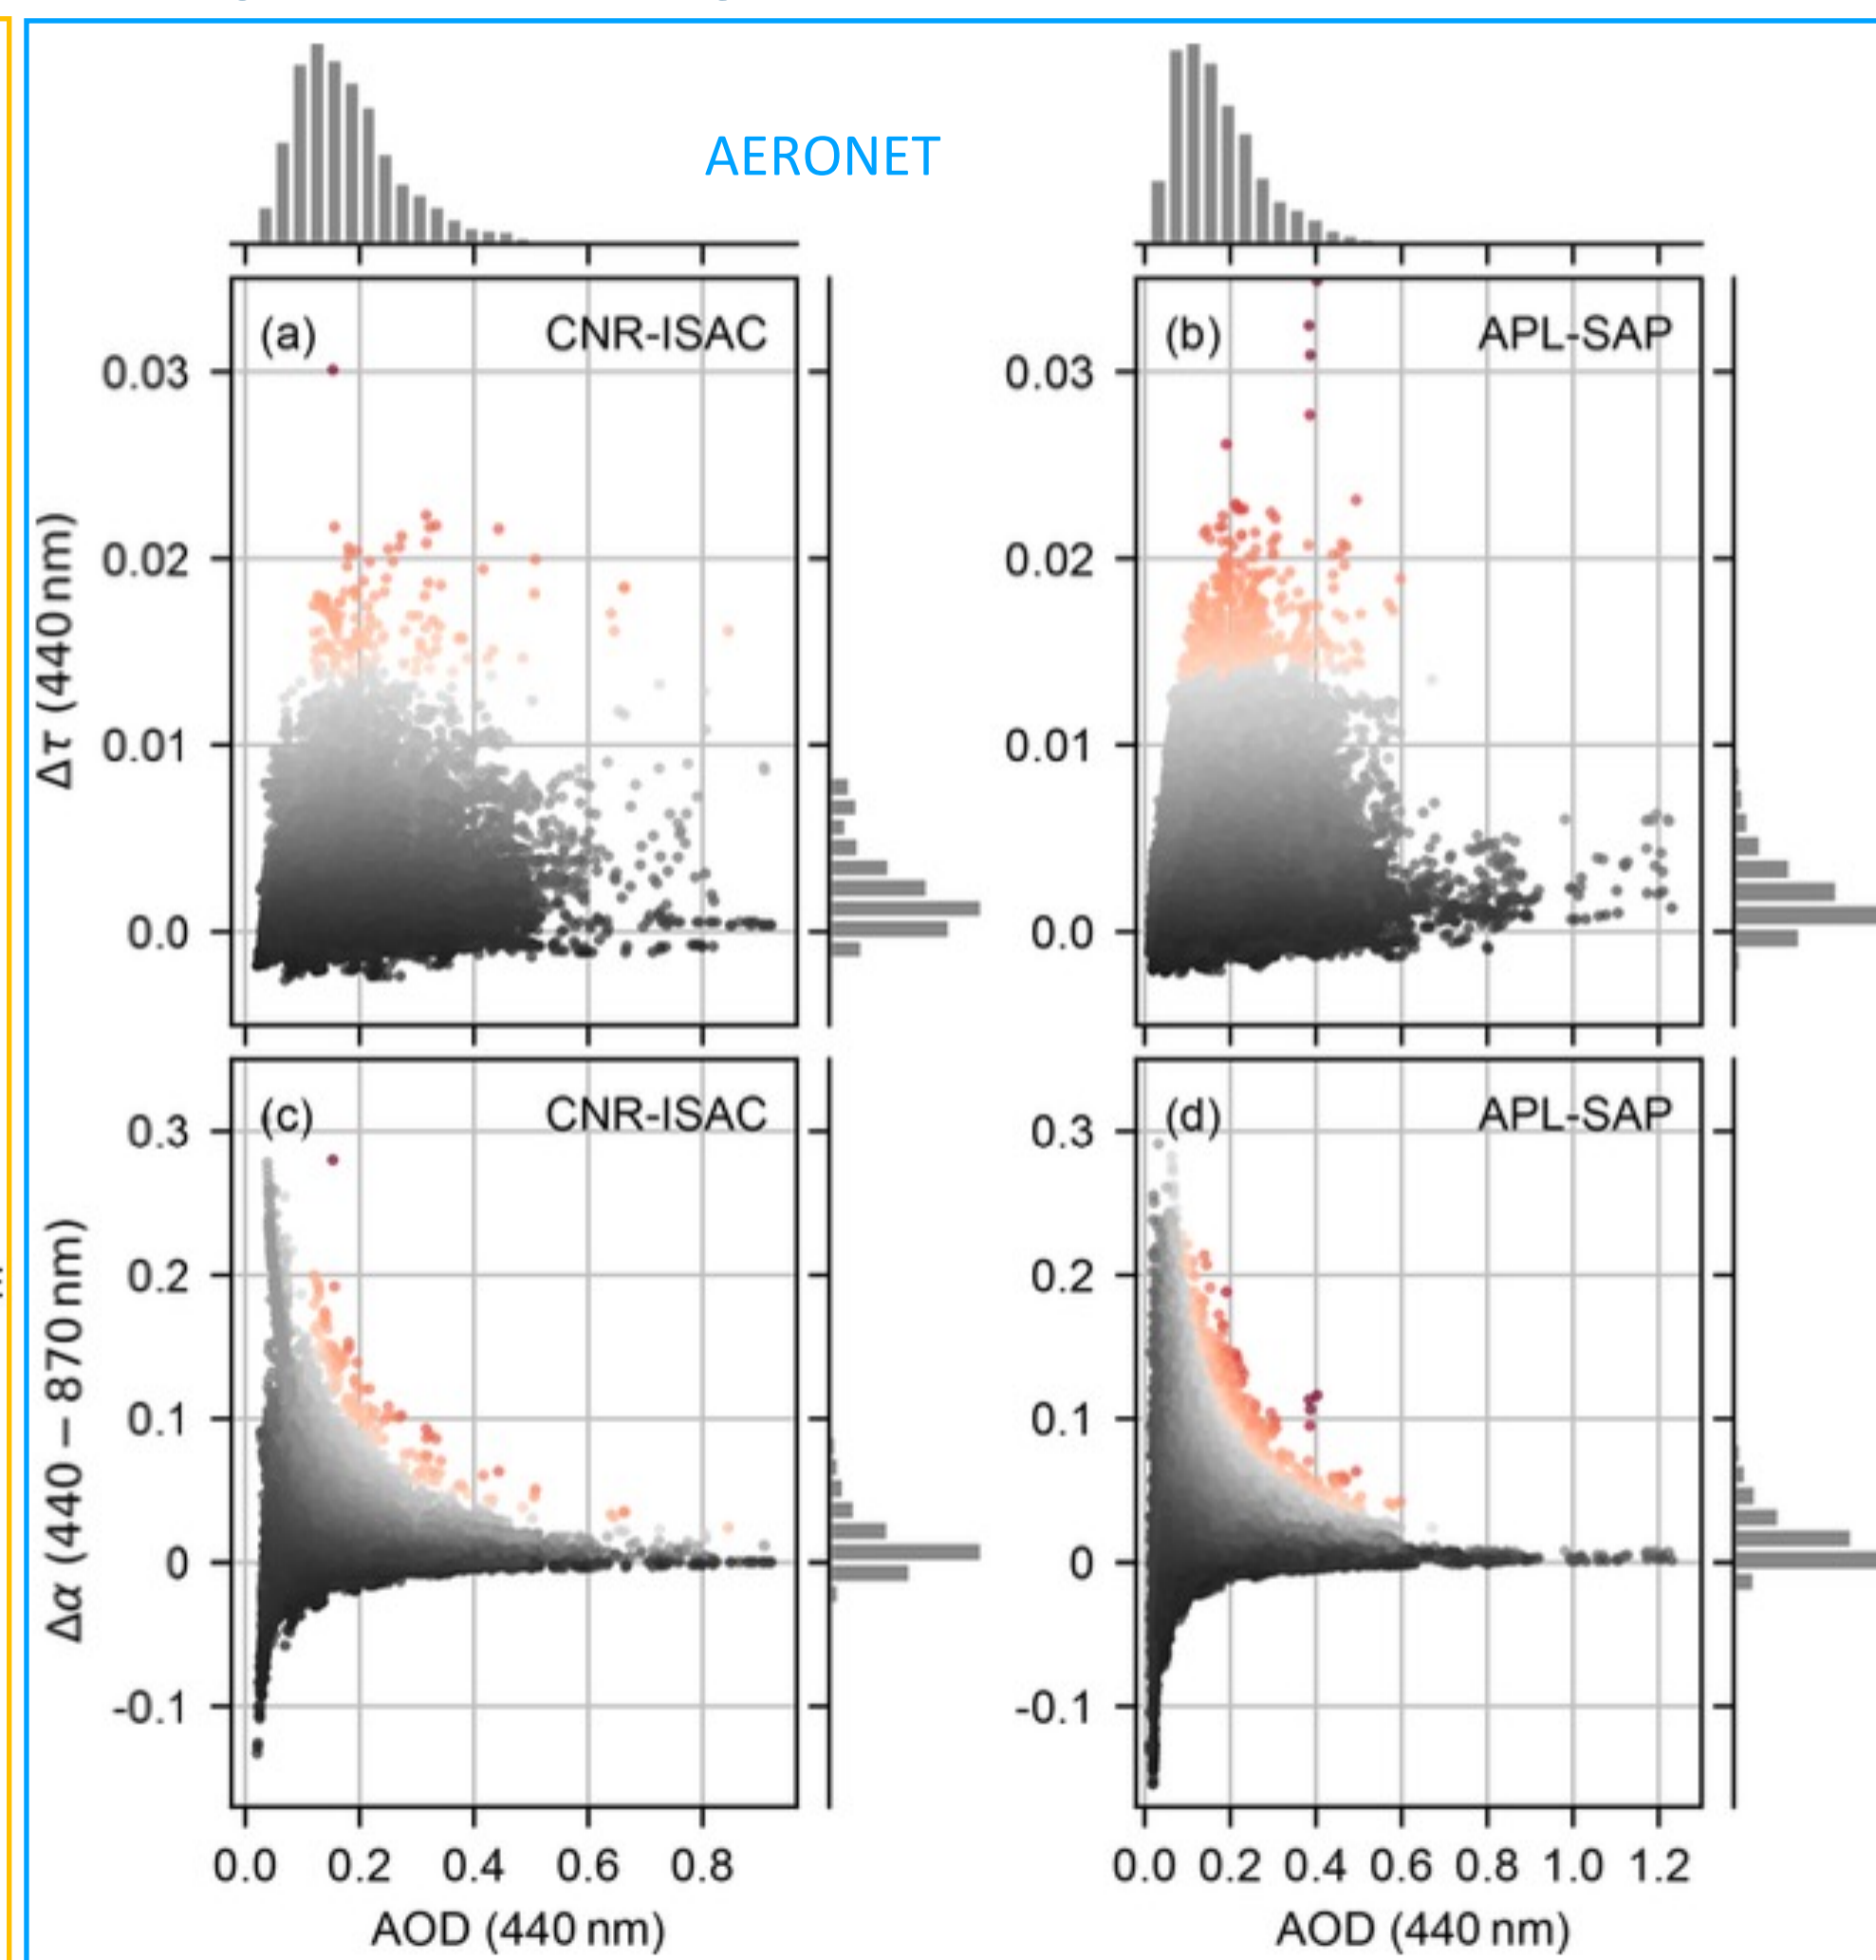 AERONET
(a) CNR-ISAC
(b) APL-SAP
0.03
0.02
0.01
0.0
Δτ (440 nm)
0.03
0.02
0.01
0.0
(c) CNR-ISAC
(d) APL-SAP
0.3
0.2
0.1
0
-0.1
Δα (440 – 870 nm)
0.3
0.2
0.1
0
-0.1
0.0 0.2 0.4 0.6 0.8
0.0 0.2 0.4 0.6 0.8 1.0 1.2
AOD (440 nm)
AOD (440 nm)